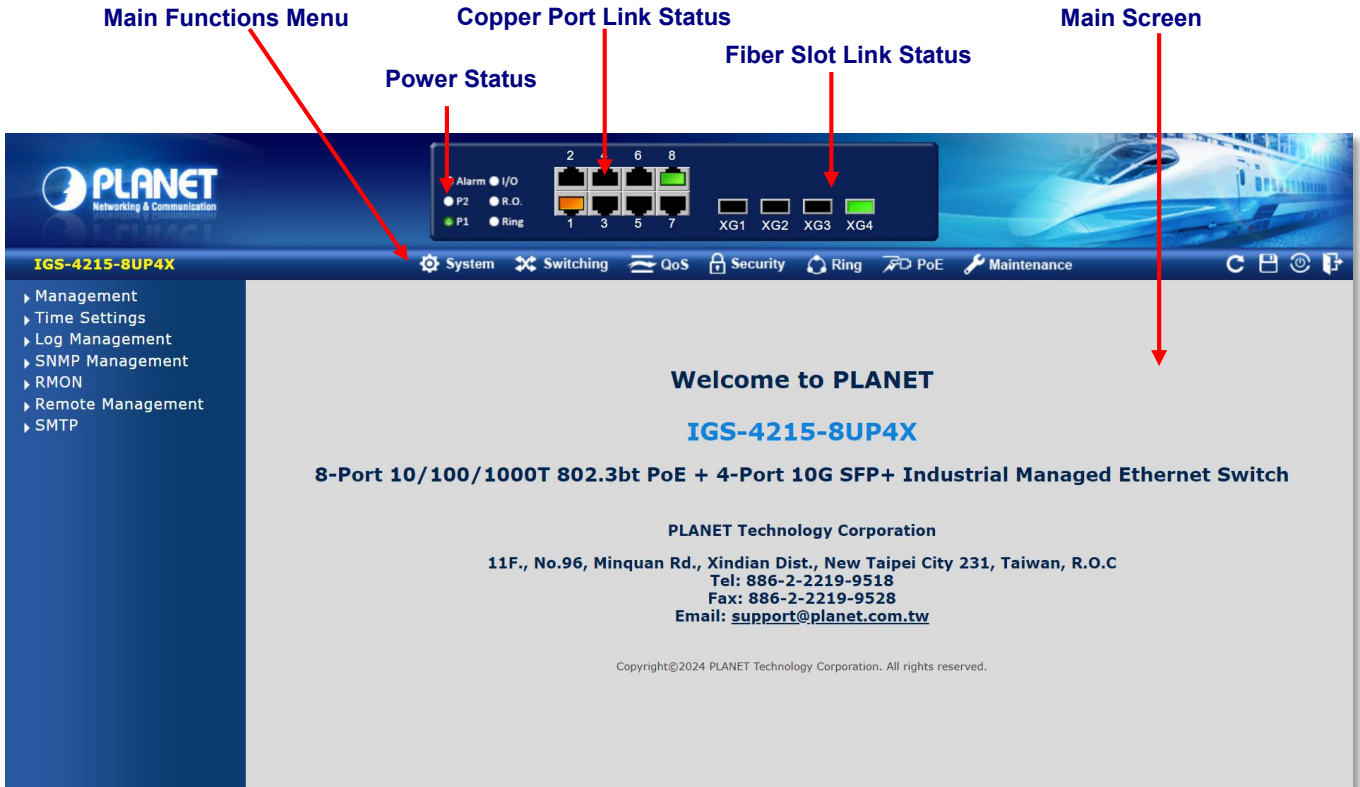 Main Functions Menu
Copper Port Link Status
Main Screen
Power Status
Fiber Slot Link Status
PLANET
Networking & Communication
2 4 6 8
Alarm I/O
P2 R.O.
P1 Ring
1 3 5 7
XG1 XG2 XG3 XG4
IGS-4215-8UP4X
System Switching QoS Security Ring PoE Maintenance
Management
Time Settings
Log Management
SNMP Management
RMON
Remote Management
SMTP
Welcome to PLANET
IGS-4215-8UP4X
8-Port 10/100/1000T 802.3bt PoE + 4-Port 10G SFP+ Industrial Managed Ethernet Switch
PLANET Technology Corporation
11F., No.96, Minquan Rd., Xindian Dist., New Taipei City 231, Taiwan, R.O.C
Tel: 886-2-2219-9518
Fax: 886-2-2219-9528
Email: support@planet.com.tw
Copyright©2024 PLANET Technology Corporation. All rights reserved.